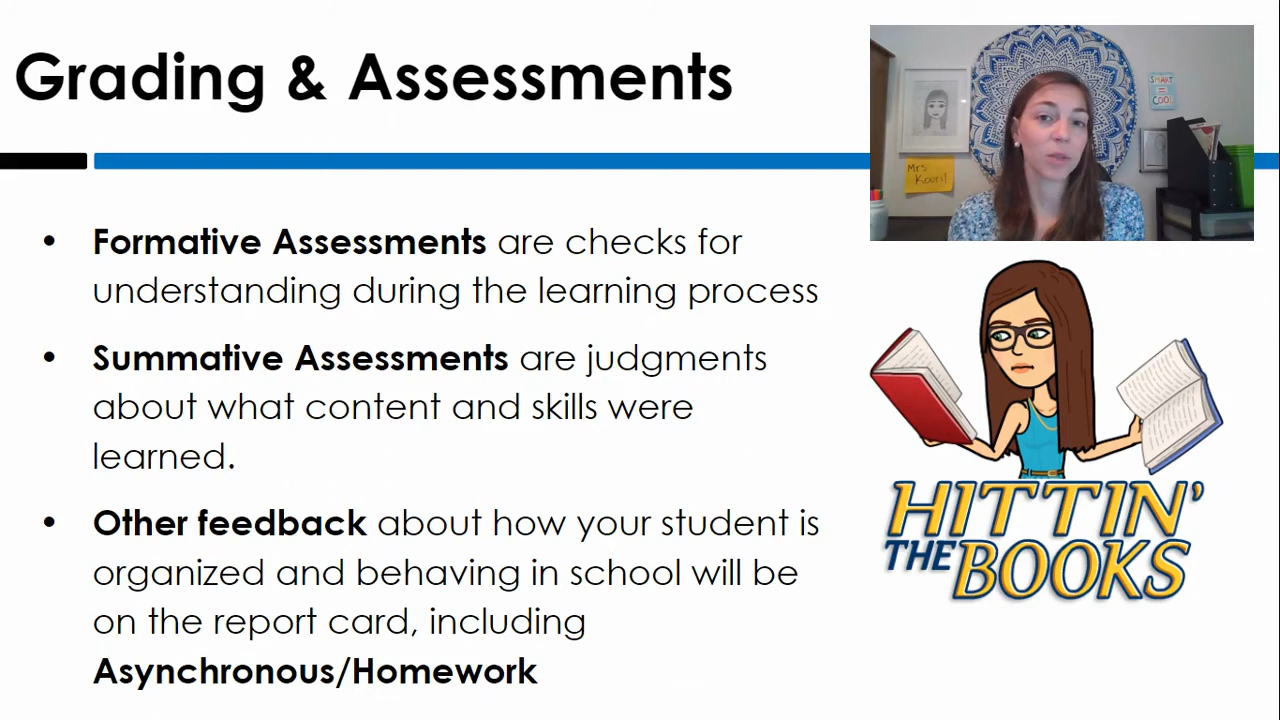 Grading & Assessments
SMART
=
COOL
Mrs
Kouril
• Formative Assessments are checks for
understanding during the learning process
• Summative Assessments are judgments
about what content and skills were
learned.
• Other feedback about how your student is
organized and behaving in school will be
on the report card, including
Asynchronous/Homework
HITTIN'
THE BOOKS